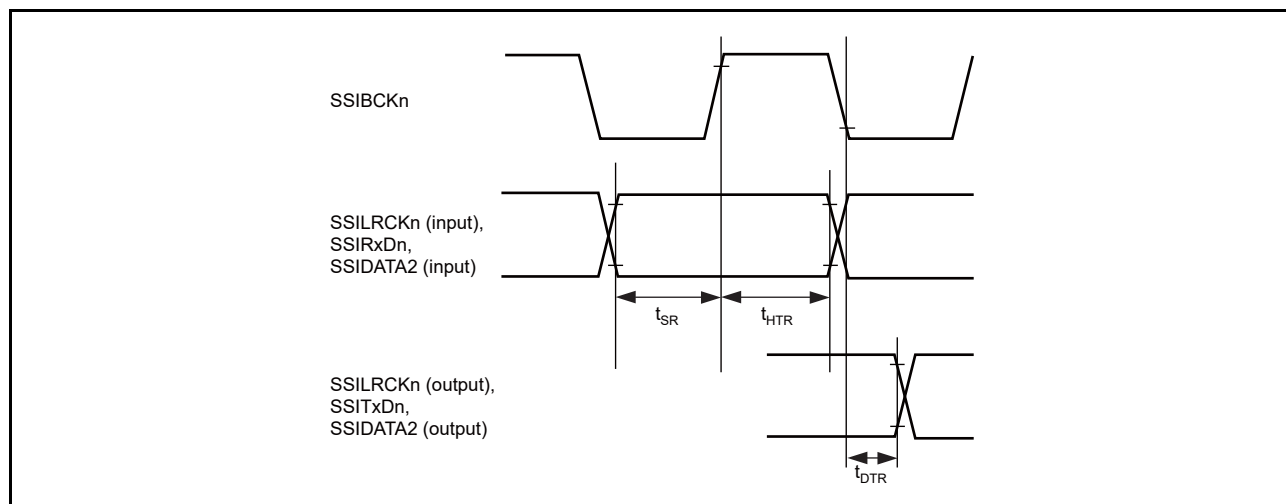 SSIBCKn
SSILRCKn (input),
SSIRxDn,
SSIDATA2 (input)
tSR
tHTR
SSILRCKn (output),
SSITxDn,
SSIDATA2 (output)
tDTR